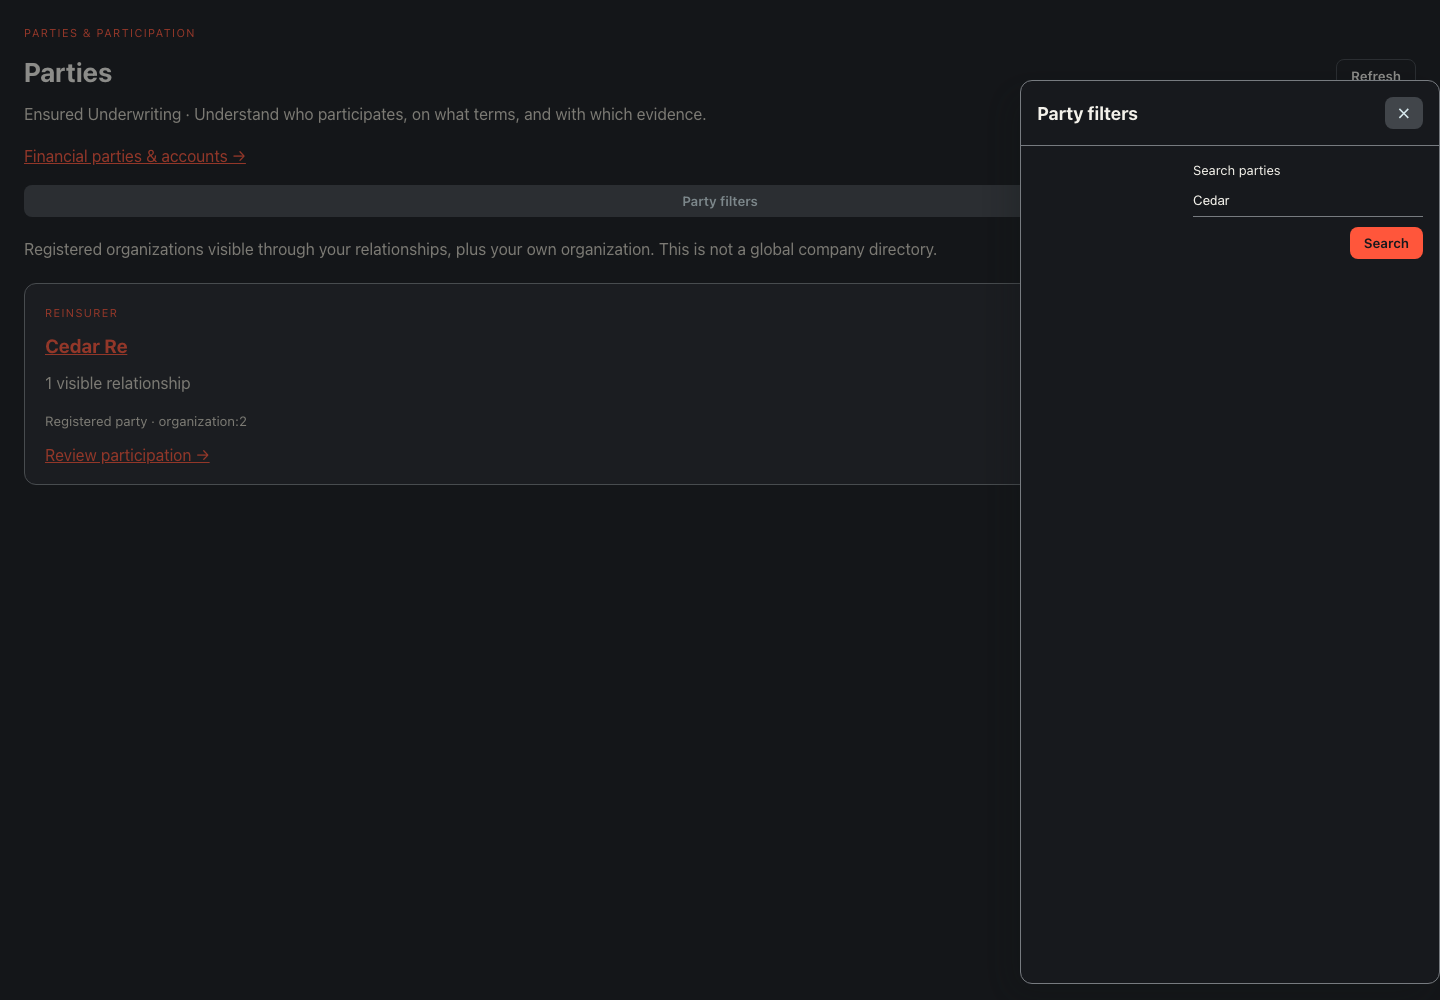 PARTIES & PARTICIPATION
Parties
Refresh
Ensured Underwriting · Understand who participates, on what terms, and with which evidence.
Financial parties & accounts →
Party filters
Registered organizations visible through your relationships, plus your own organization. This is not a global company directory.
REINSURER
Cedar Re
1 visible relationship
Registered party · organization:2
Review participation →
Party filters
×
Search parties
Cedar
Search